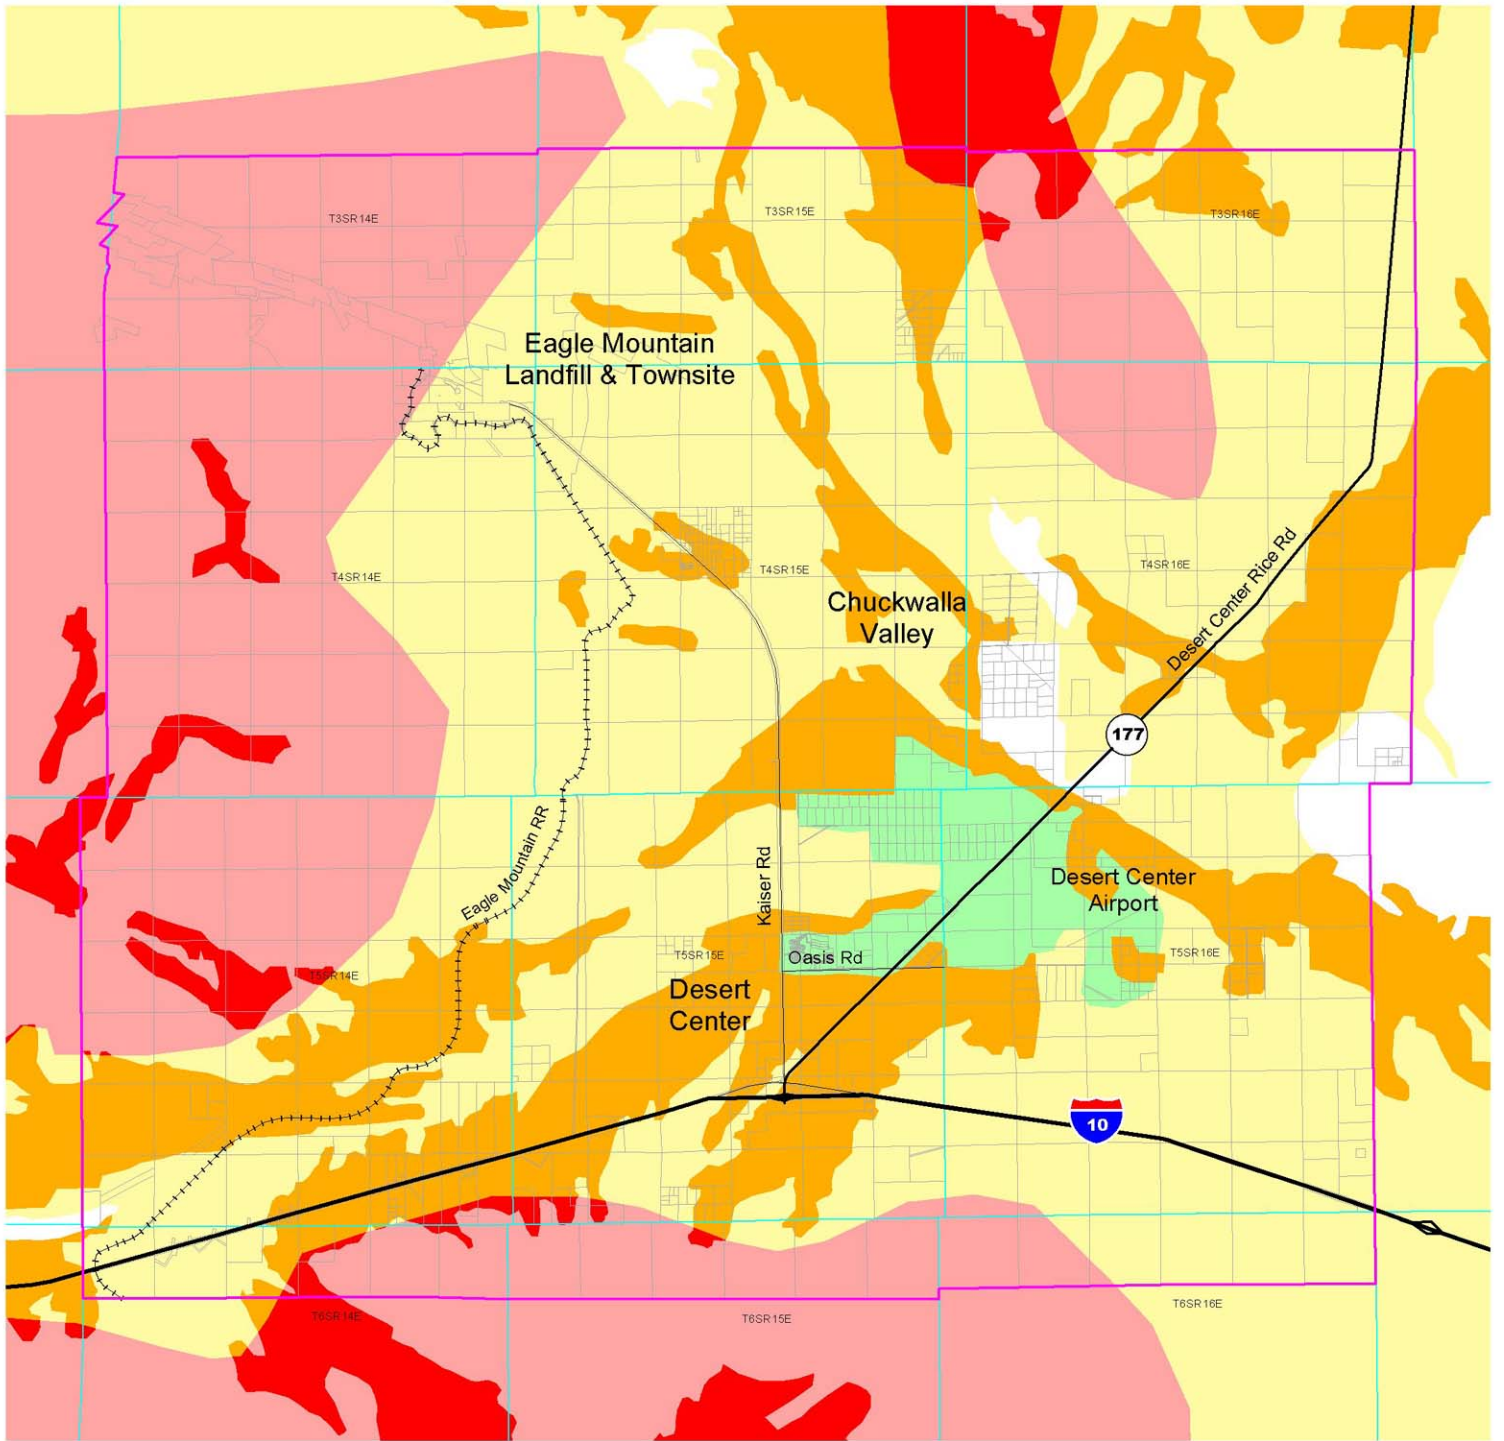 T3SR14E
T3SR15E
T3SR16E
Eagle Mountain
Landfill & Townsite
T4SR14E
T4SR15E
T4SR16E
Desert Center Rice Rd
Chuckwalla
Valley
177
Eagle Mountain RR
Kaiser Rd
Desert Center
Airport
T5SR14E
T5SR15E
Oasis Rd
T5SR16E
Desert
Center
10
T6SR14E
T6SR15E
T6SR16E